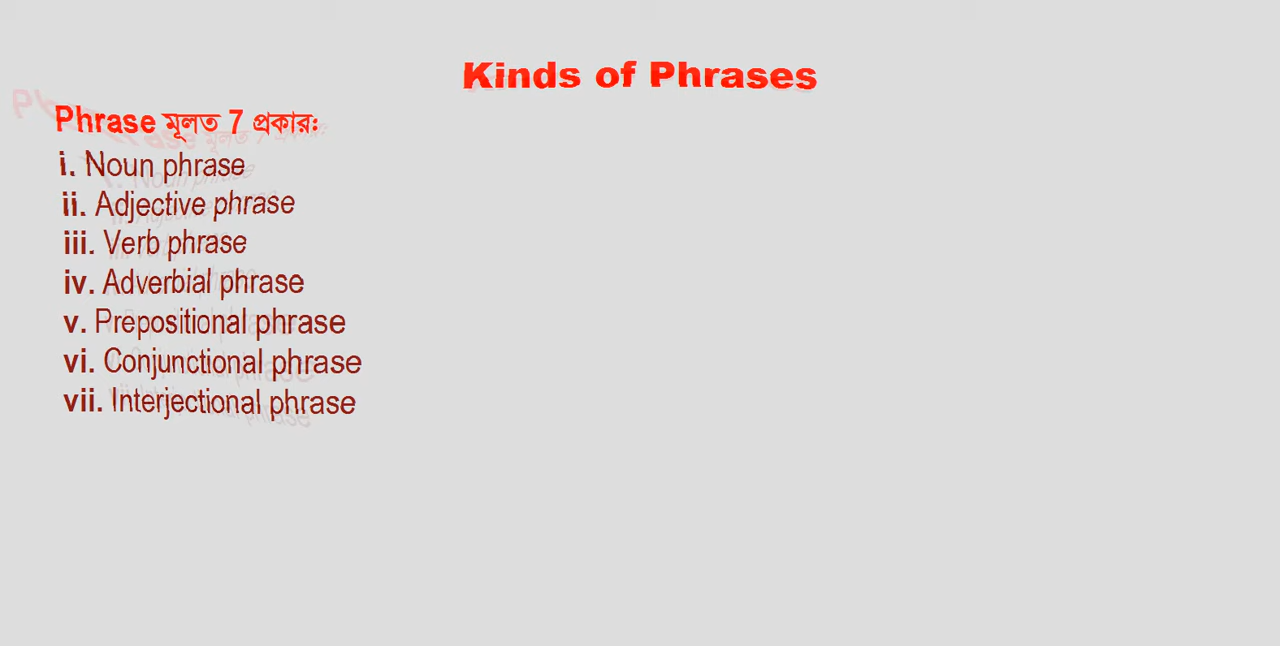 Kinds of Phrases
Phrase মূলত 7 প্রকার:
i. Noun phrase
ii. Adjective phrase
iii. Verb phrase
iv. Adverbial phrase
v. Prepositional phrase
vi. Conjunctional phrase
vii. Interjectional phrase